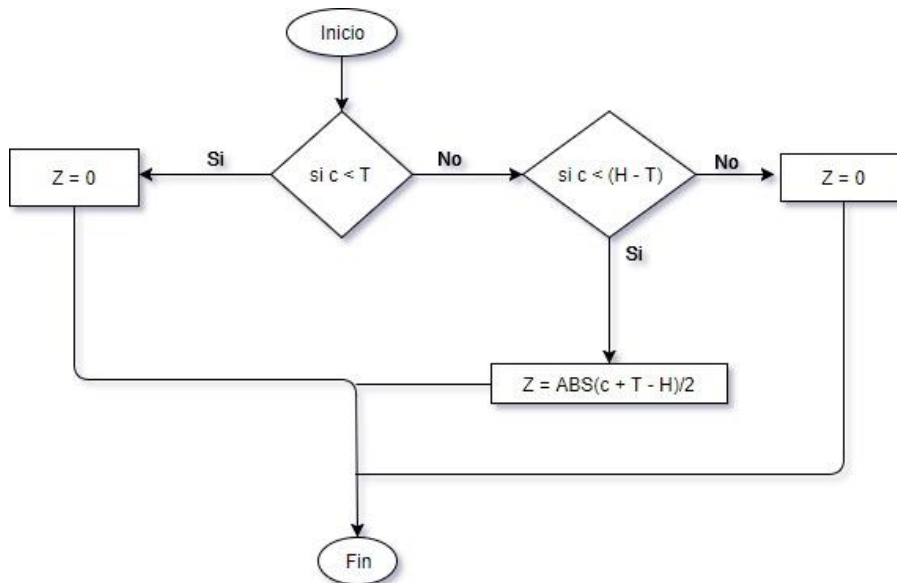 Inicio
Si
No
No
Z = 0
si c < T
si c < (H - T)
Z = 0
Si
Z = ABS(c + T - H)/2
Fin